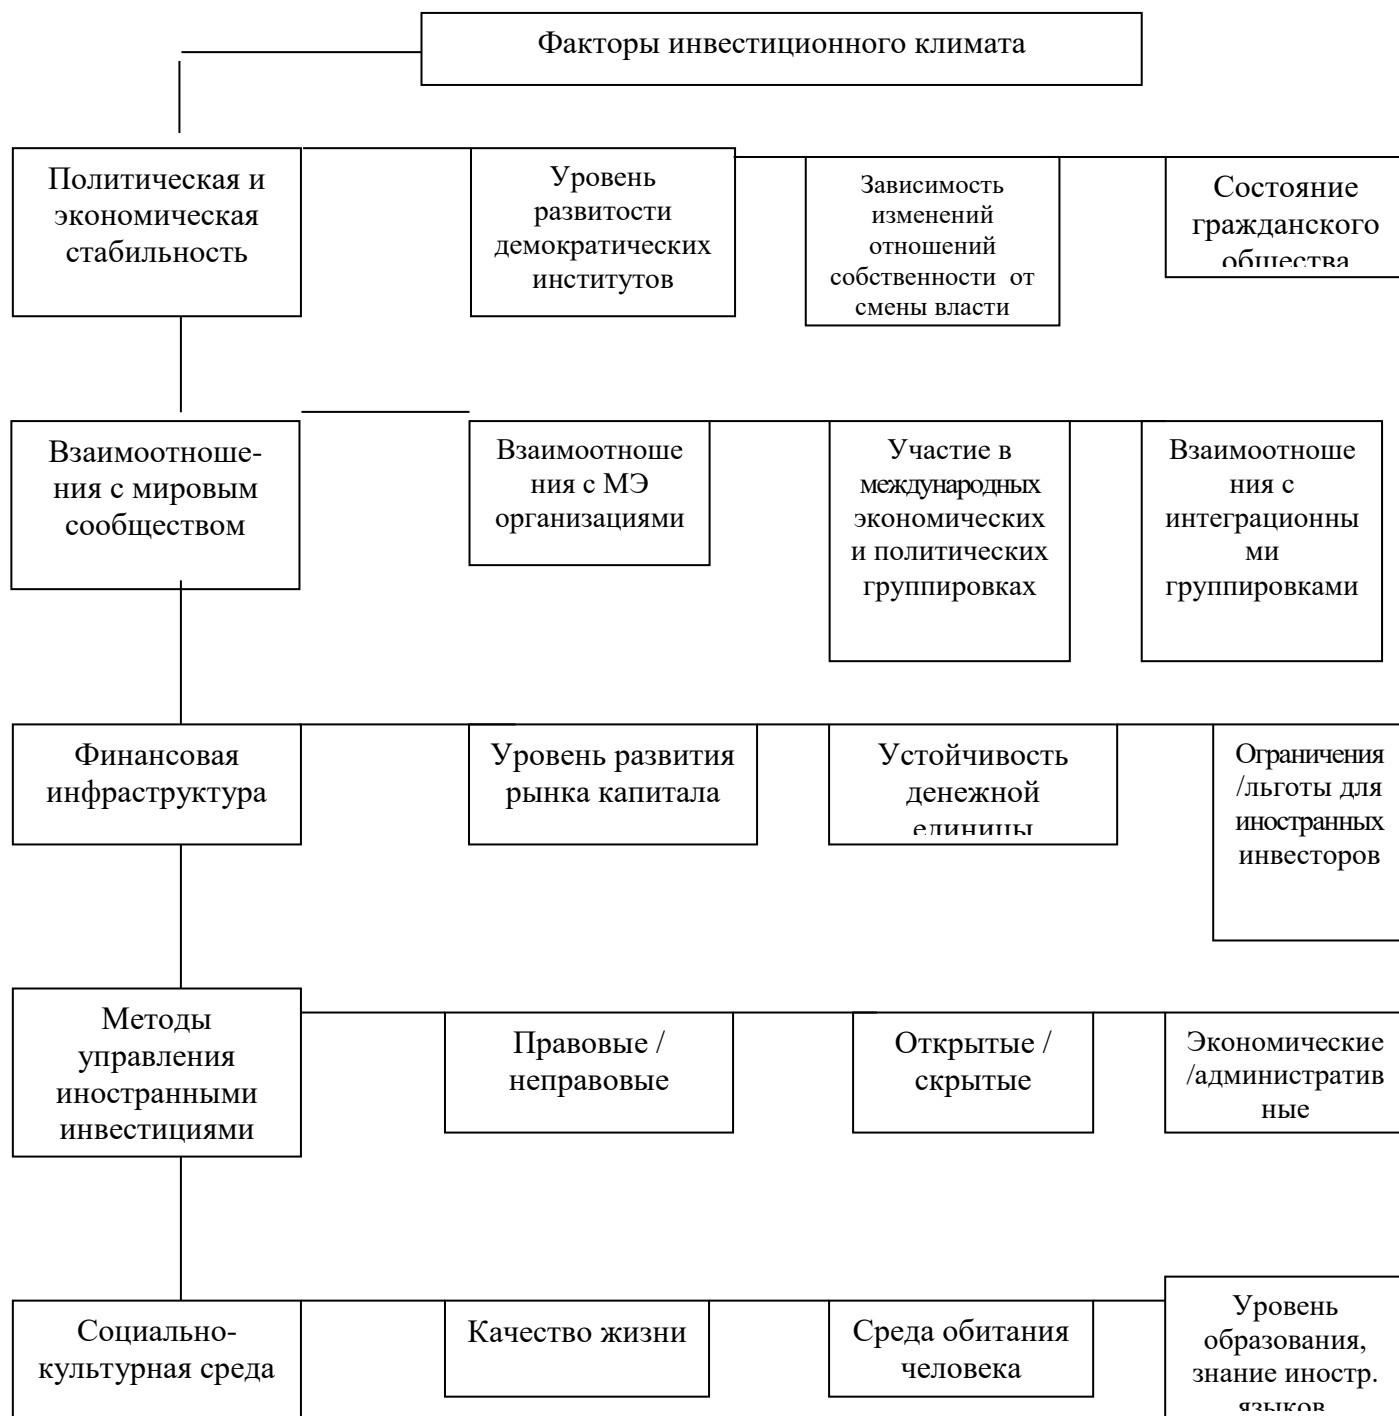 Факторы инвестиционного климата
Политическая и
экономическая
стабильность
Уровень
развитости
демократических
институтов
Зависимость
изменений
отношений
собственности от
смены власти
Состояние
гражданского
общества
Взаимоотноше-
ния с мировым
сообществом
Взаимоотноше
ния с МЭ
организациями
Участие в
международных
экономических
и политических
группировках
Взаимоотноше
ния с
интеграционны
ми
группировками
Финансовая
инфраструктура
Уровень развития
рынка капитала
Устойчивость
денежной
единицы
Ограничения
/льготы для
иностранных
инвесторов
Методы
управления
иностранными
инвестициями
Правовые /
неправовые
Открытые /
скрытые
Экономические
/административ
ные
Социально-
культурная среда
Качество жизни
Среда обитания
человека
Уровень
образования,
знание иностр.
языков